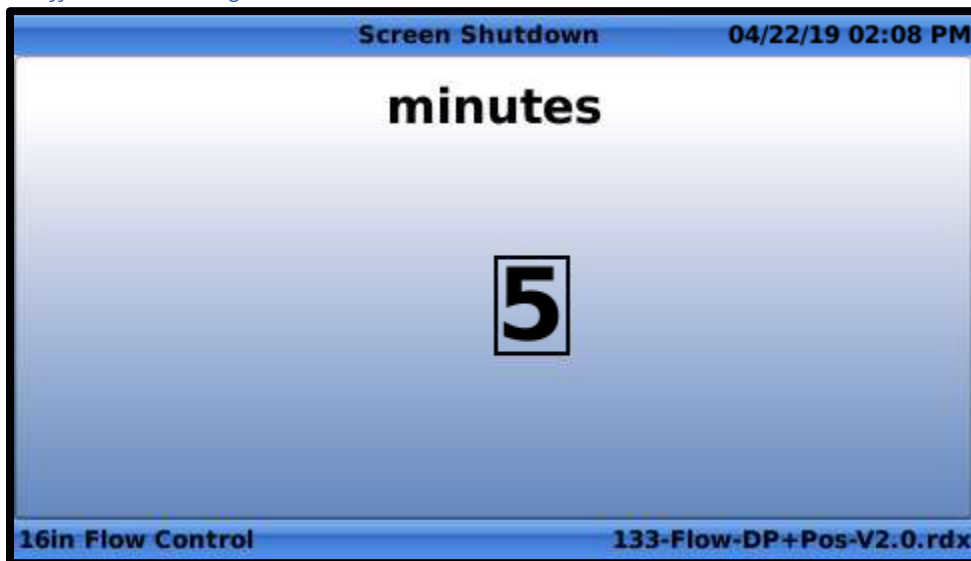 Screen Shutdown 04/22/19 02:08 PM
minutes
5
16in Flow Control 133-Flow-DP+Pos-V2.0.rdx